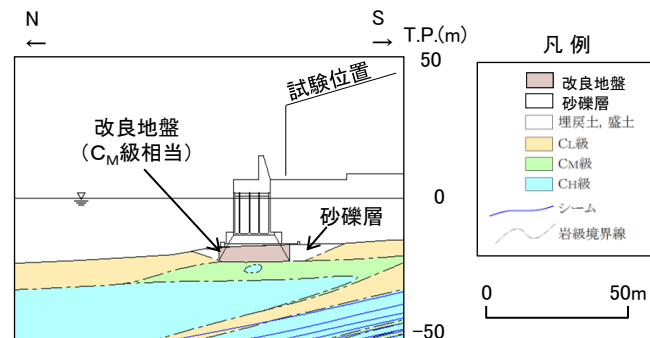 N
S
←
→
T.P.(m)
50
0
-50
試験位置
改良地盤
（CM級相当）
砂礫層
凡 例
改良地盤
砂礫層
埋戻土, 盛土
CL級
CM級
CH級
シーム
岩級境界線
0
50m